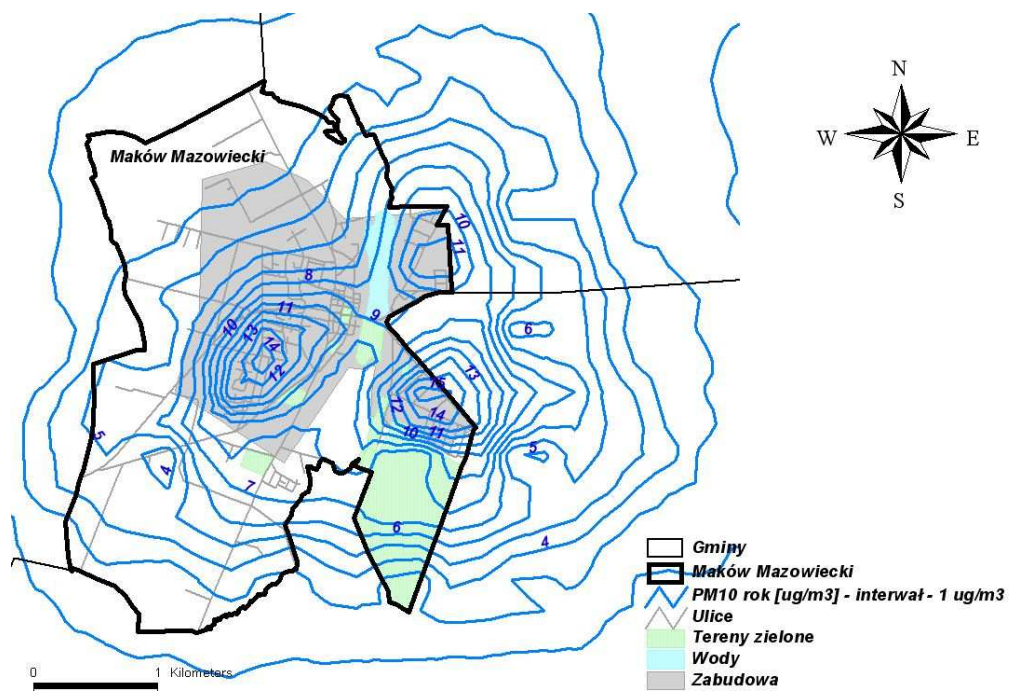 N
W E
S
Maków Mazowiecki
10
11
8
11
9
10
13
14
12
6
13
15
12
14
10 11
5
5
4
7
6
4
Gminy
Maków Mazowiecki
PM10 rok [ug/m3] - interwał - 1 ug/m3
Ulice
Tereny zielone
Wody
Zabudowa
0 1 Kilometers